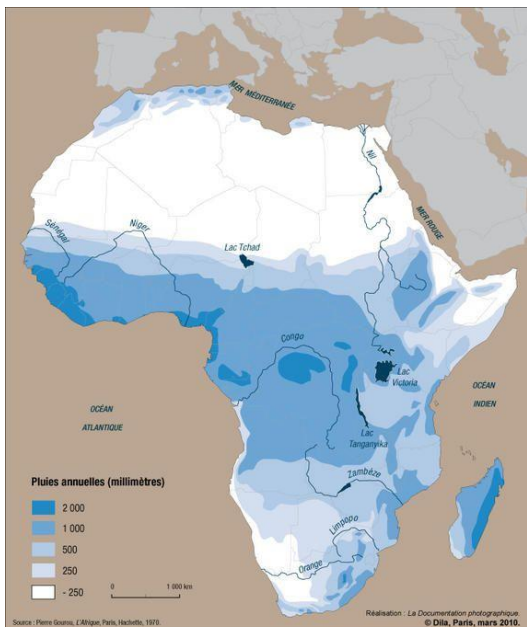 MER MÉDITERRANÉE
Nil
MER ROUGE
Sénégal
Niger
Lac Tchad
Congo
Lac
Victoria
OCÉAN
INDIEN
OCÉAN
ATLANTIQUE
Lac
Tanganyika
Zambèze
Limpopo
Orange
Pluies annuelles (millimètres)
2 000
1 000
500
250
- 250
0 1 000 km
Source : Pierre Gourou, L'Afrique, Paris, Hachette, 1970.
Réalisation : La Documentation photographique.
© Dila, Paris, mars 2010.